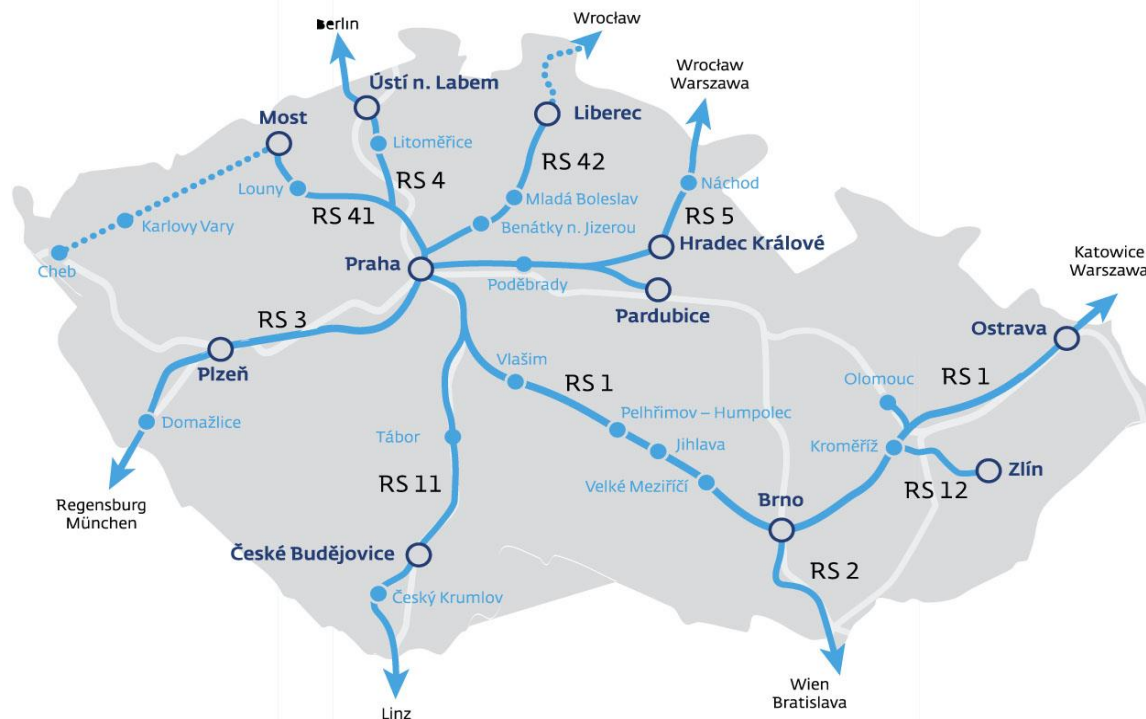 Berlin
Wrocław
Wrocław
Warszawa
Ústí n. Labem
Most
Liberec
Litoměřice
RS 42
RS 4
Louny
Náchod
Mladá Boleslav
RS 41
RS 5
Karlovy Vary
Benátky n. Jizerou
Hradec Králové
Katowice
Warszawa
Cheb
Praha
Poděbrady
Pardubice
RS 3
Ostrava
Plzeň
Vlašim
RS 1
Olomouc
RS 1
Domažlice
Tábor
Pelhřimov – Humpolec
Jihlava
Kroměříž
Zlín
RS 11
Velké Meziříčí
RS 12
Regensburg
München
Brno
České Budějovice
RS 2
Český Krumlov
Wien
Bratislava
Linz